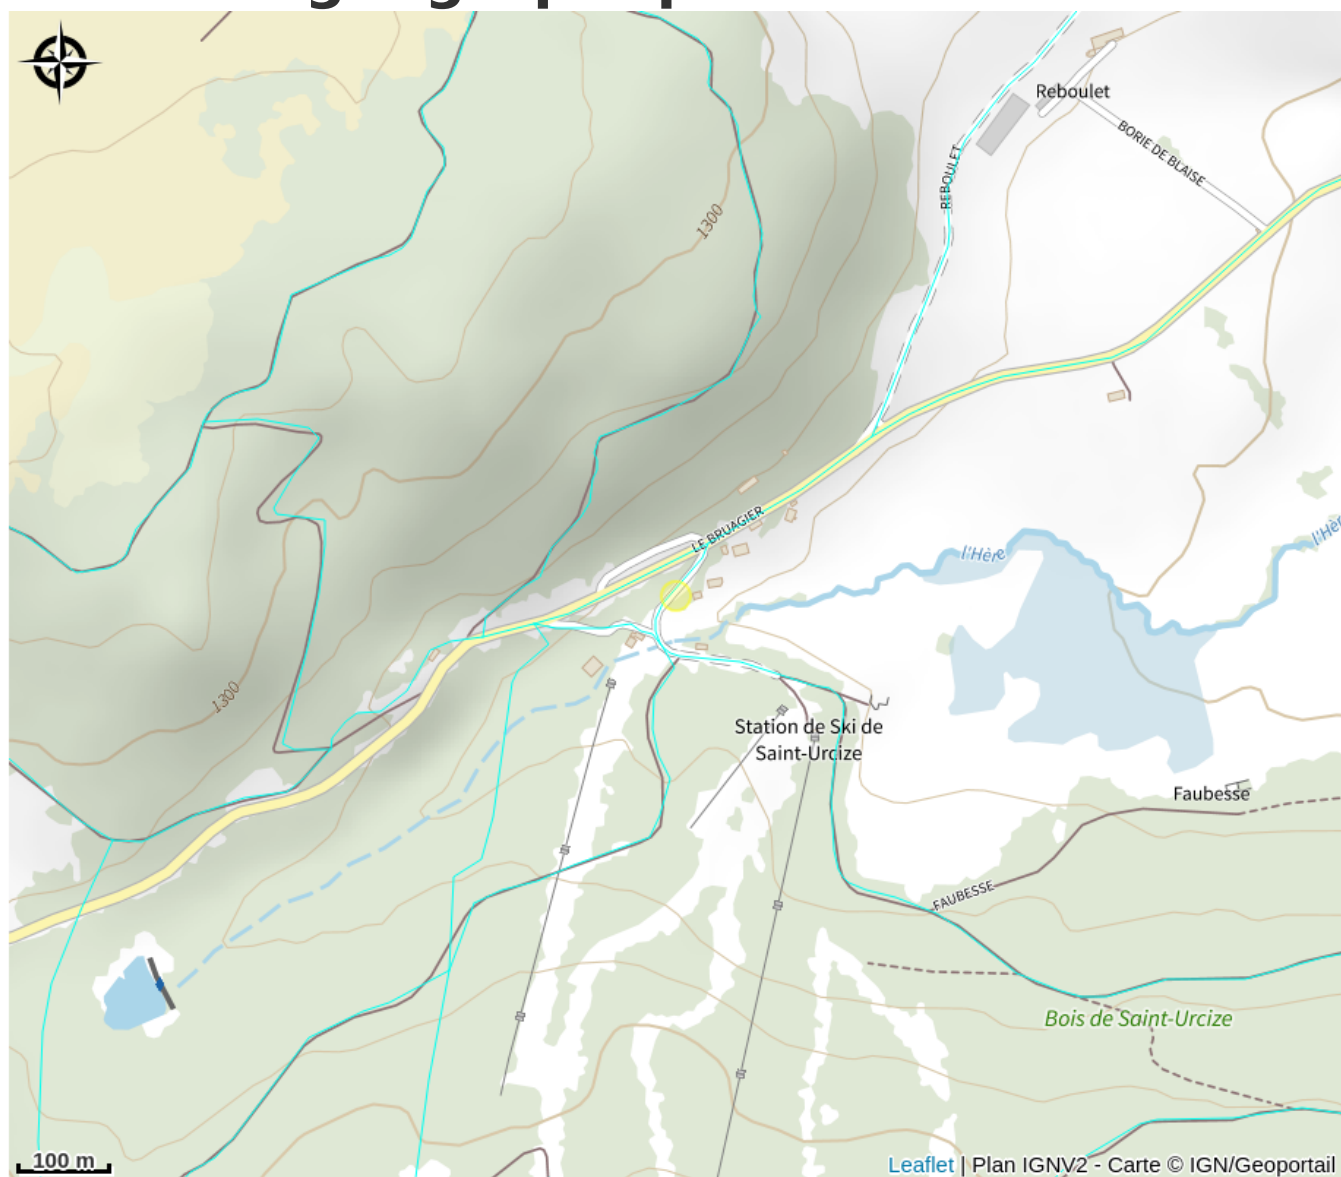 Reboulet
BORIE DE BLAISE
REBOULET
1300
LE BRUAGIER
l'Hère
1300
Station de Ski de
Saint-Urcize
Faubesse
FAUBESSE
Bois de Saint-Urcize
100 m
Leaflet | Plan IGNV2 - Carte © IGN/Geoportail